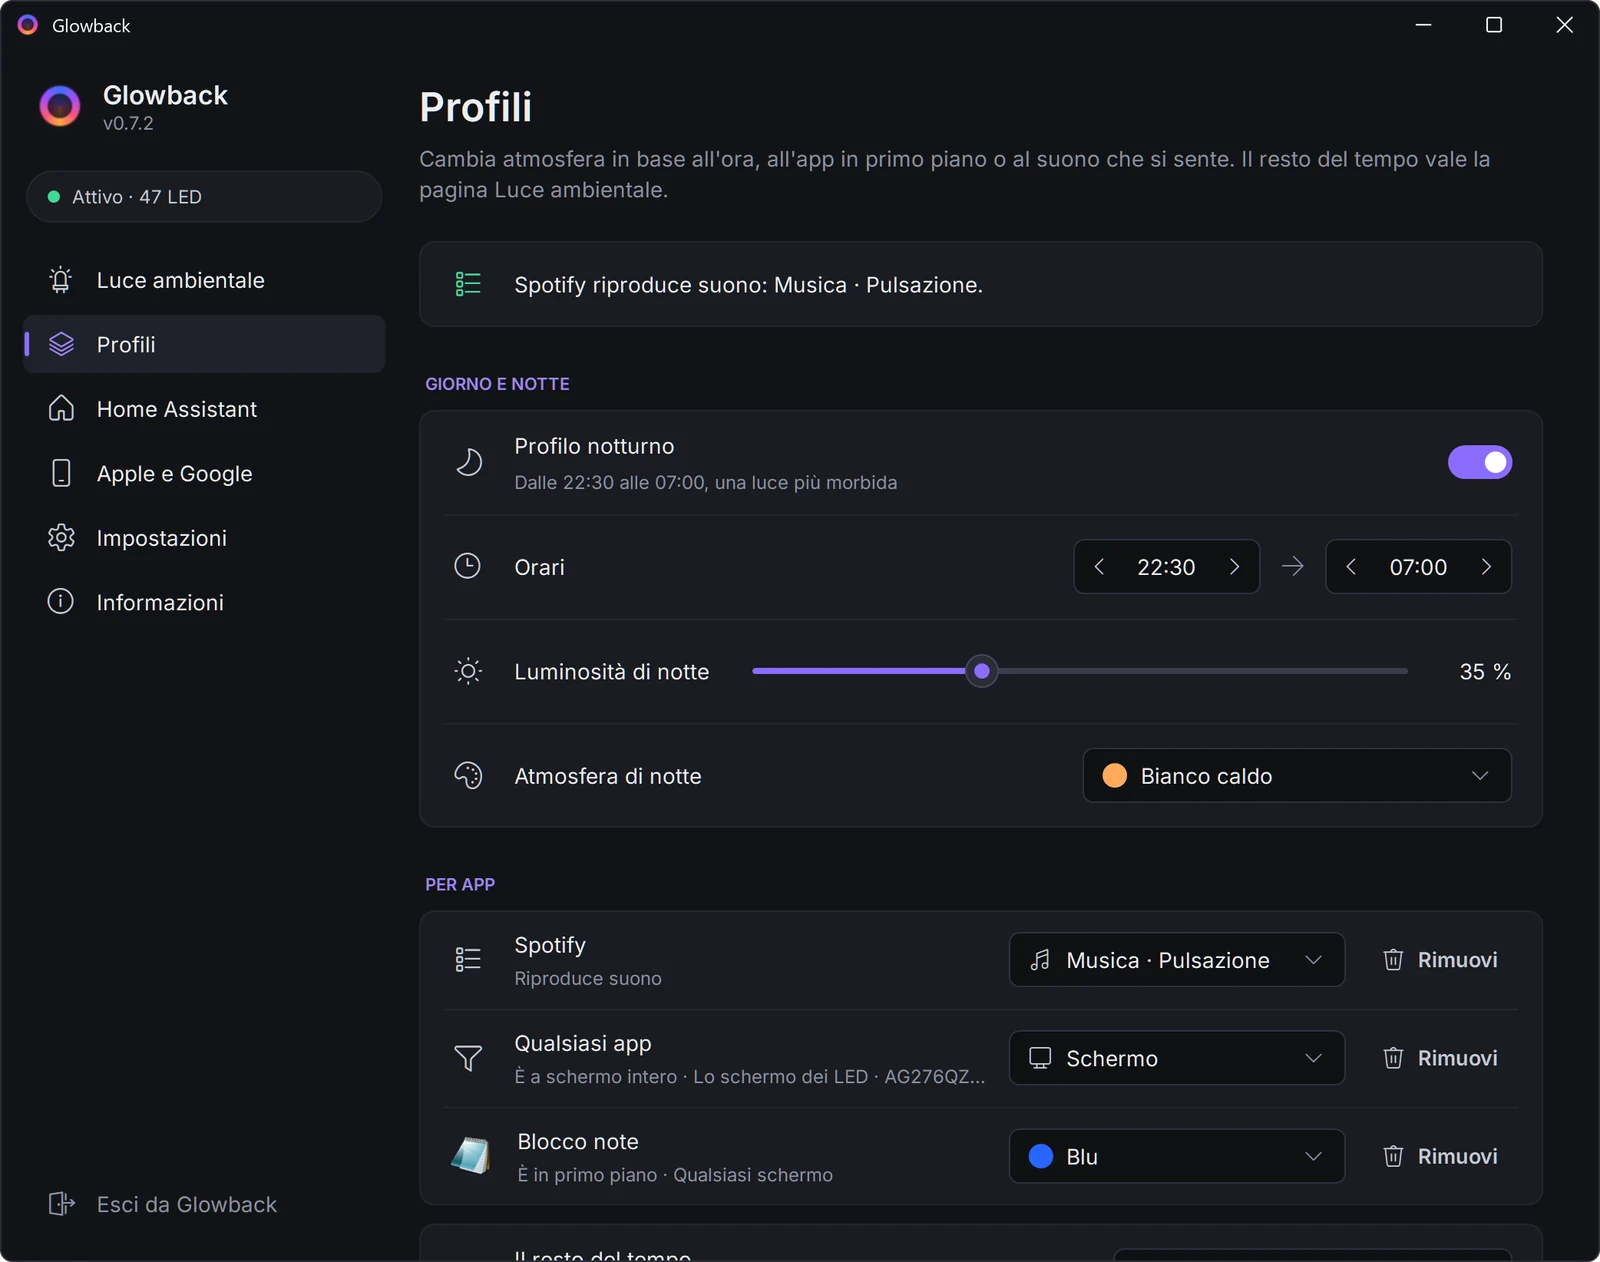 Glowback
Glowback
v0.7.2
Attivo · 47 LED
Luce ambientale
Profili
Home Assistant
Apple e Google
Impostazioni
Informazioni
Esci da Glowback
Profili
Cambia atmosfera in base all'ora, all'app in primo piano o al suono che si sente. Il resto del tempo vale la
pagina Luce ambientale.
Spotify riproduce suono: Musica · Pulsazione.
GIORNO E NOTTE
Profilo notturno
Dalle 22:30 alle 07:00, una luce più morbida
Orari
22:30
07:00
Luminosità di notte
35 %
Atmosfera di notte
Bianco caldo
PER APP
Spotify
Riproduce suono
Musica · Pulsazione
Rimuovi
Qualsiasi app
È a schermo intero · Lo schermo dei LED · AG276QZ...
Schermo
Rimuovi
Blocco note
È in primo piano · Qualsiasi schermo
Blu
Rimuovi
Il resto del tempo